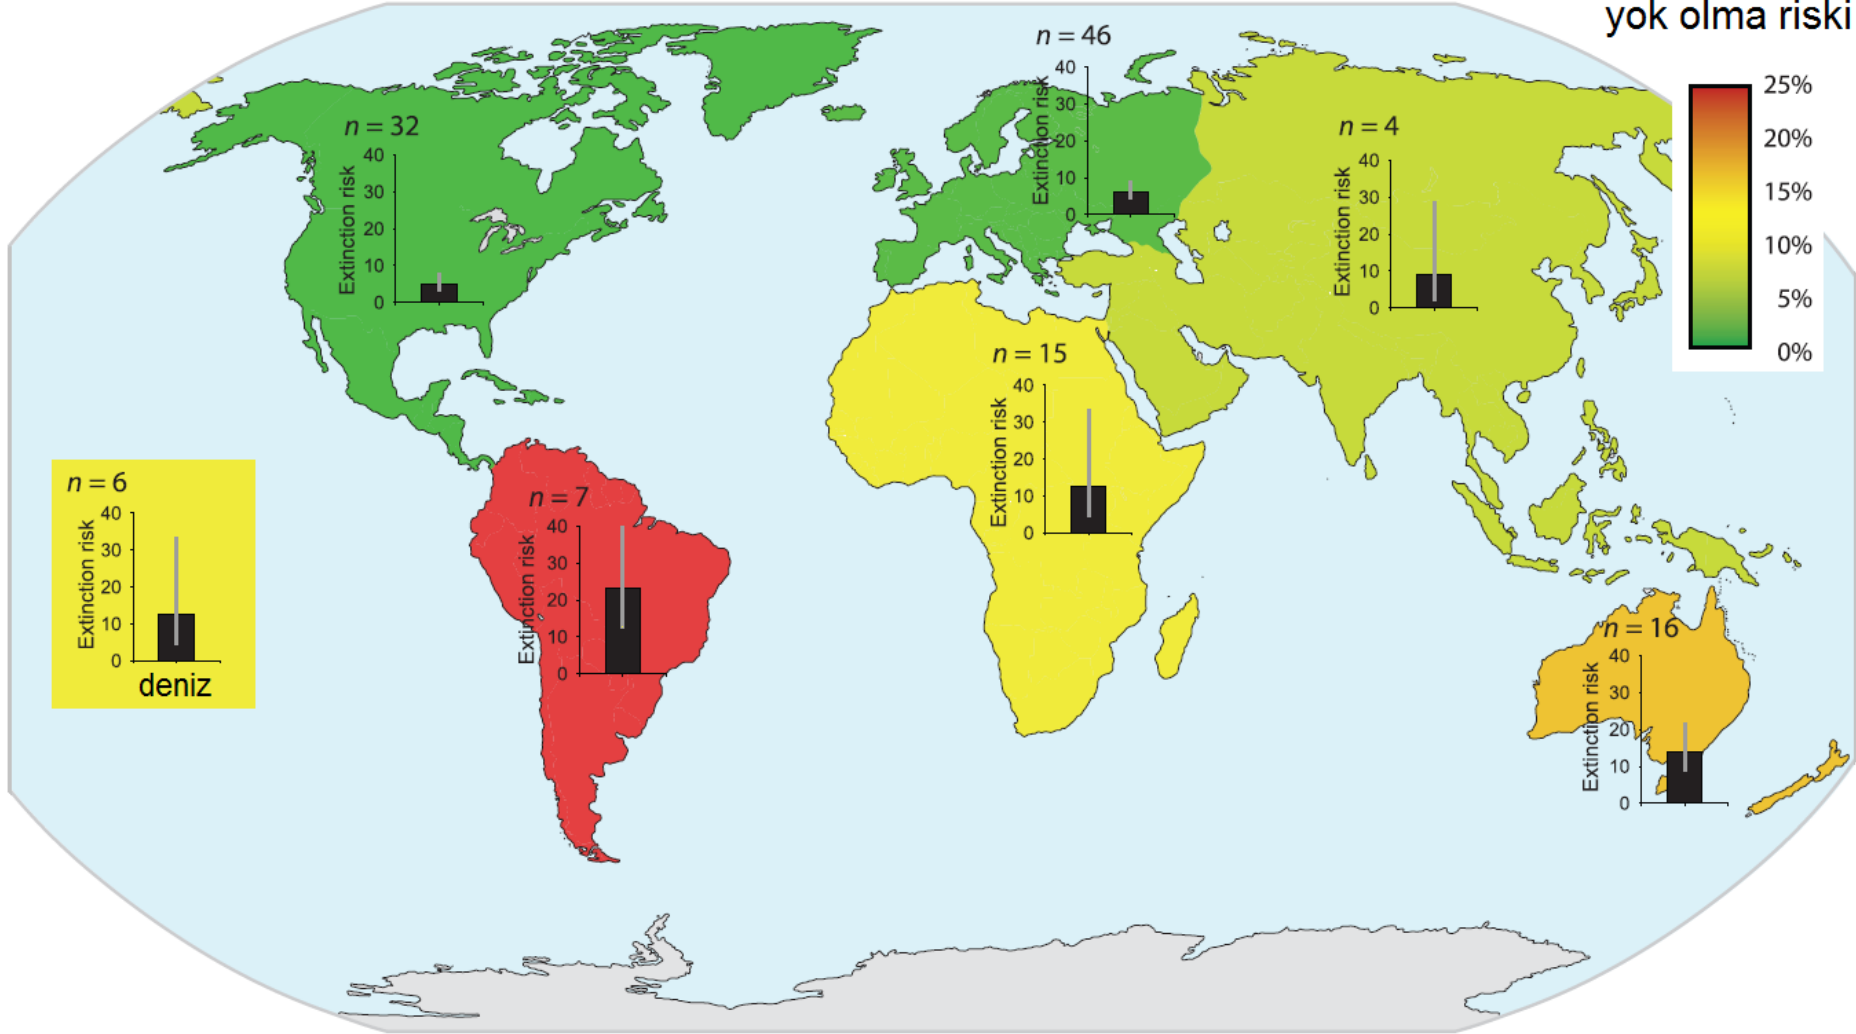 yok olma riski
25%
20%
15%
10%
5%
0%
n = 46
40
30
20
10
0
Extinction risk
n = 32
40
30
20
10
0
Extinction risk
n = 4
40
30
20
10
0
Extinction risk
n = 15
40
30
20
10
0
Extinction risk
n = 6
40
30
20
10
0
Extinction risk
deniz
n = 7
40
30
20
10
0
Extinction risk
n = 16
40
30
20
10
0
Extinction risk